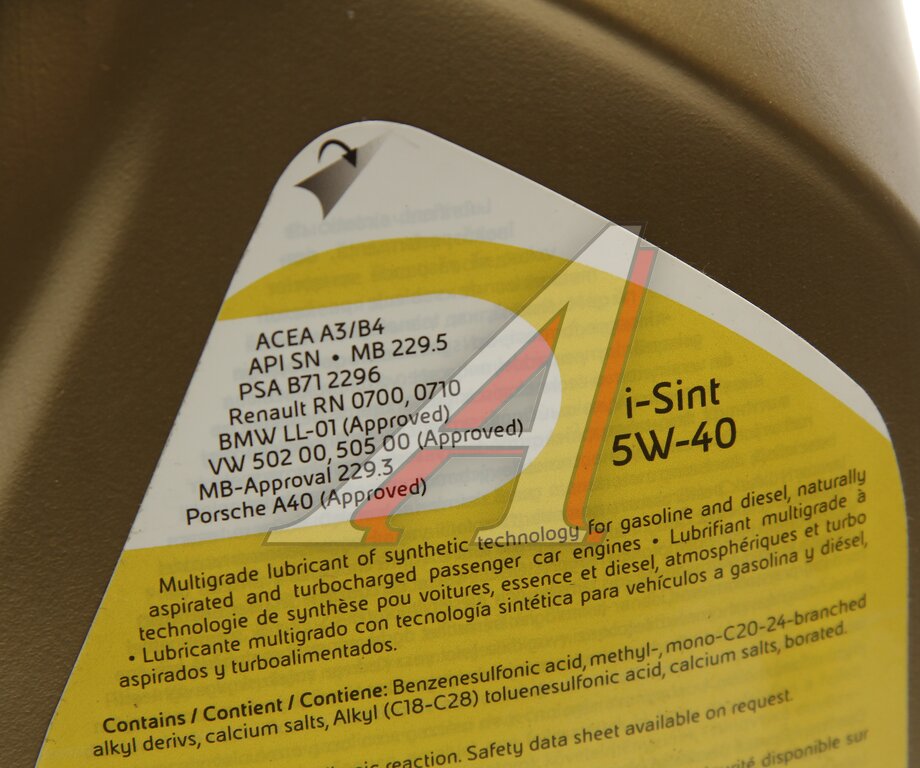 ACEA A3/B4
API SN • MB 229.5
PSA B71 2296
Renault RN 0700, 0710
BMW LL-01 (Approved)
VW 502 00, 505 00 (Approved)
MB-Approval 229.3
Porsche A40 (Approved)
i-Sint
5W-40
Multigrade lubricant of synthetic technology for gasoline and diesel, naturally
aspirated and turbocharged passenger car engines • Lubrifiant multigrade à
technologie de synthèse pou voitures, essence et diesel, atmosphériques et turbo
• Lubricante multigrado con tecnología sintética para vehículos a gasolina y diésel,
aspirados y turboalimentados.
Contains / Contient / Contiene: Benzenesulfonic acid, methyl-, mono-C20-24-branched
alkyl derivs, calcium salts, Alkyl (C18-C28) toluenesulfonic acid, calcium salts, borated.
reaction. Safety data sheet available on request.
disponible sur